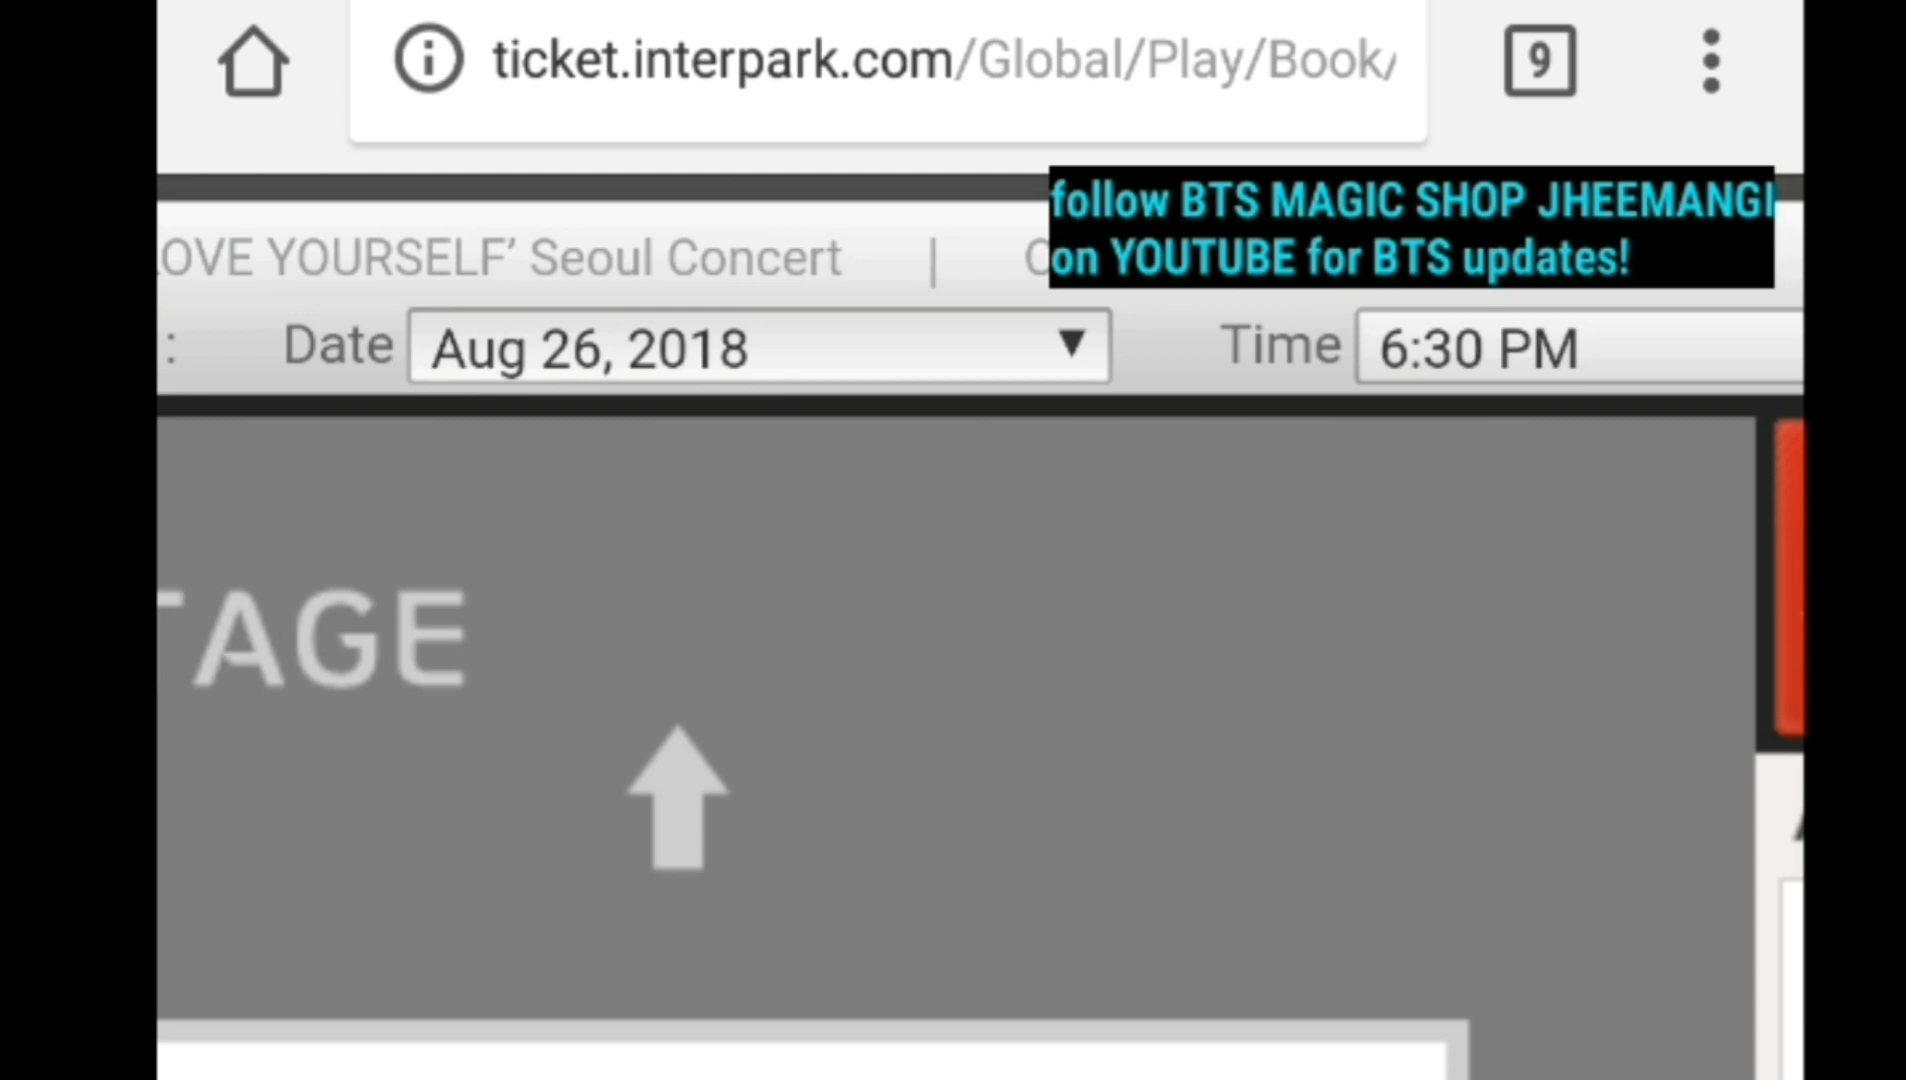 ticket.interpark.com/Global/Play/Book/
9
follow BTS MAGIC SHOP JHEEMANGI
on YOUTUBE for BTS updates!
OVE YOURSELF’ Seoul Concert |
: Date Aug 26, 2018 ▼ Time 6:30 PM
TAGE